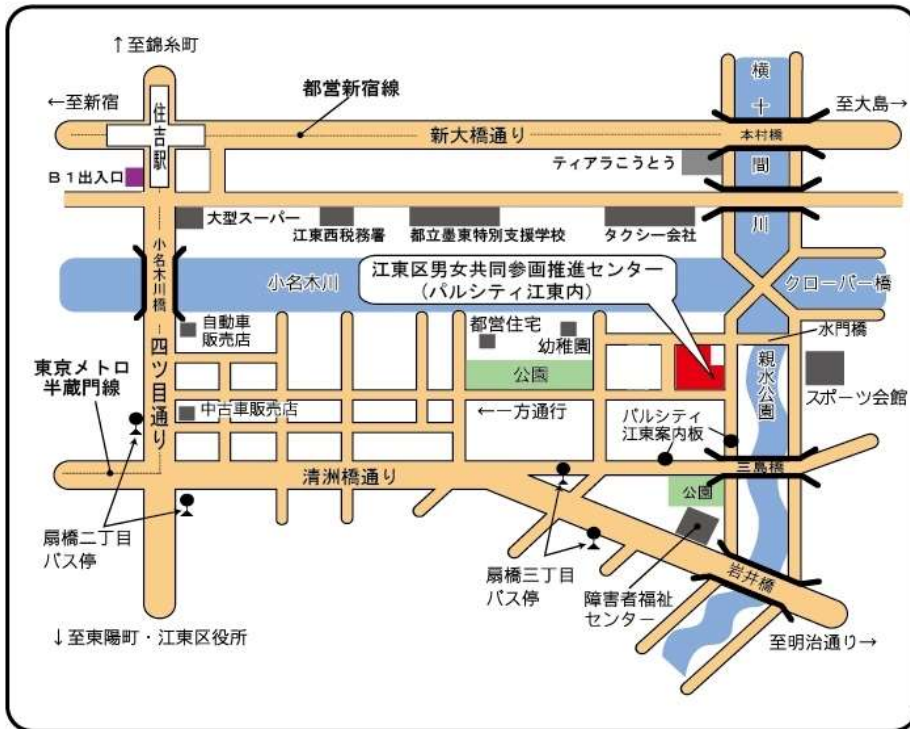 ↑至錦糸町
←至新宿
住吉駅
都営新宿線
新大橋通り
横十間川
至大島→
本村橋
ティアラこうとう
B1出入口
大型スーパー
江東西税務署
都立墨東特別支援学校
タクシー会社
小名木川橋
小名木川
江東区男女共同参画推進センター
(パルシティ江東内)
クローバー橋
自動車
販売店
都営住宅
幼稚園
水門橋
東京メトロ
半蔵門線
四ツ目通り
公園
親水公園
スポーツ会館
中古車販売店
←一方通行
パルシティ
江東案内板
清洲橋通り
三島橋
公園
扇橋二丁目
バス停
扇橋三丁目
バス停
障害者福祉
センター
岩井橋
↓至東陽町・江東区役所
至明治通り→